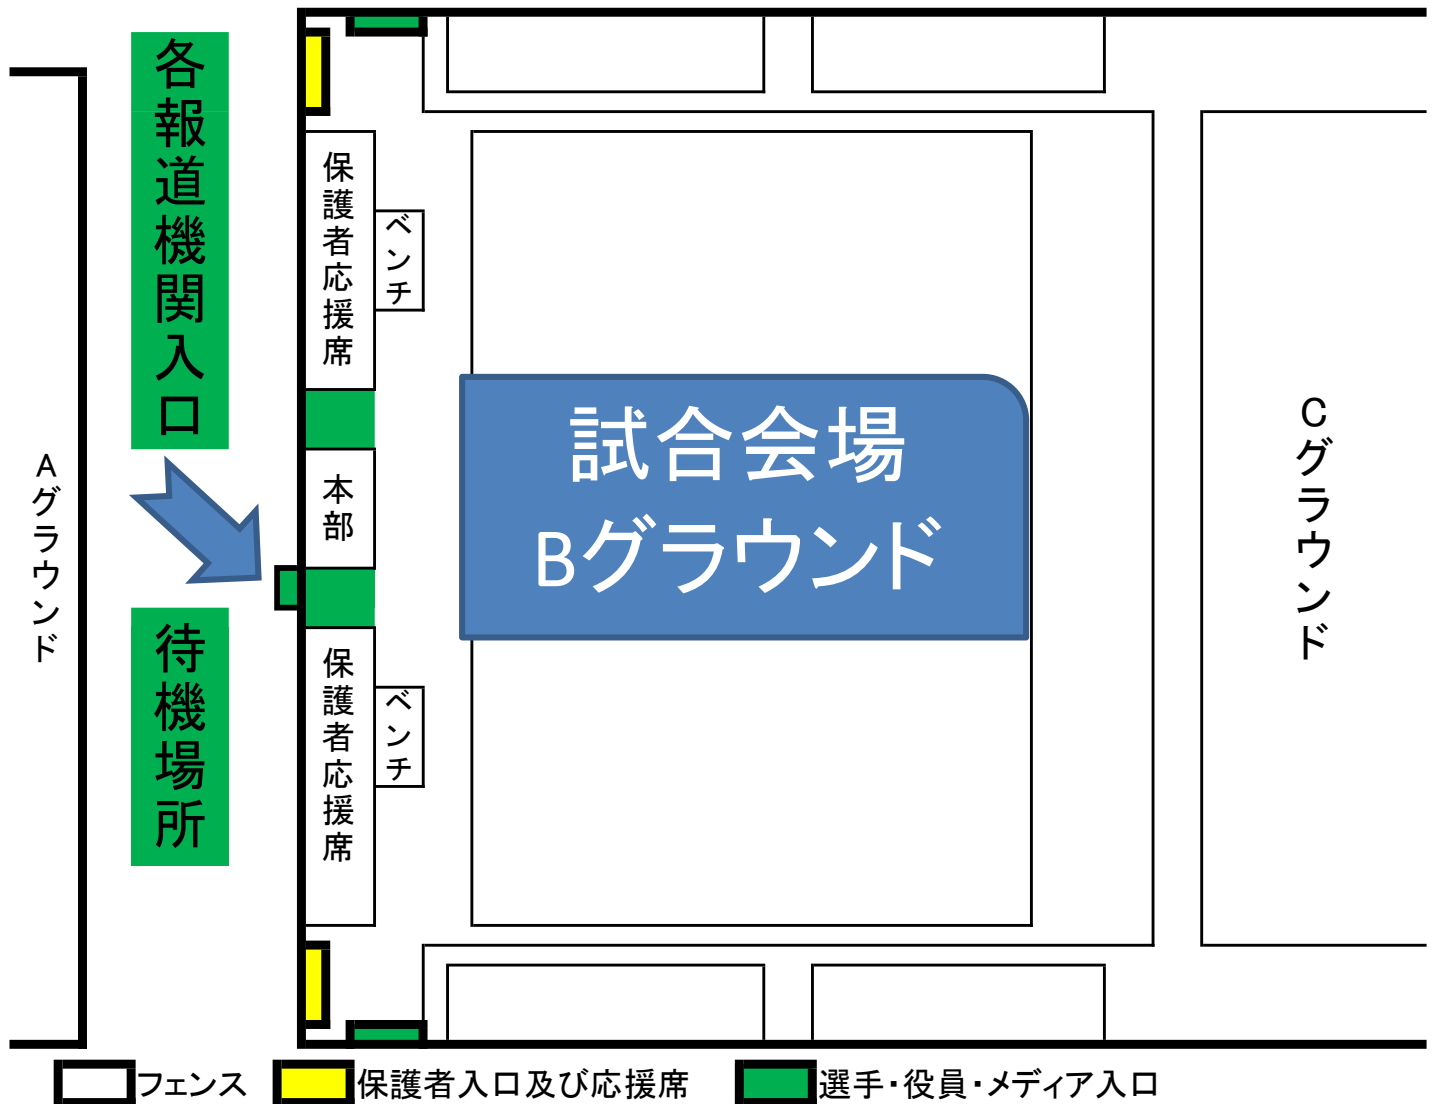 各報道機関入口
待機場所
Aグラウンド
保護者応援席
ベンチ
本部
保護者応援席
ベンチ
試合会場
Bグラウンド
Cグラウンド
フェンス
保護者入口及び応援席
選手・役員・メディア入口